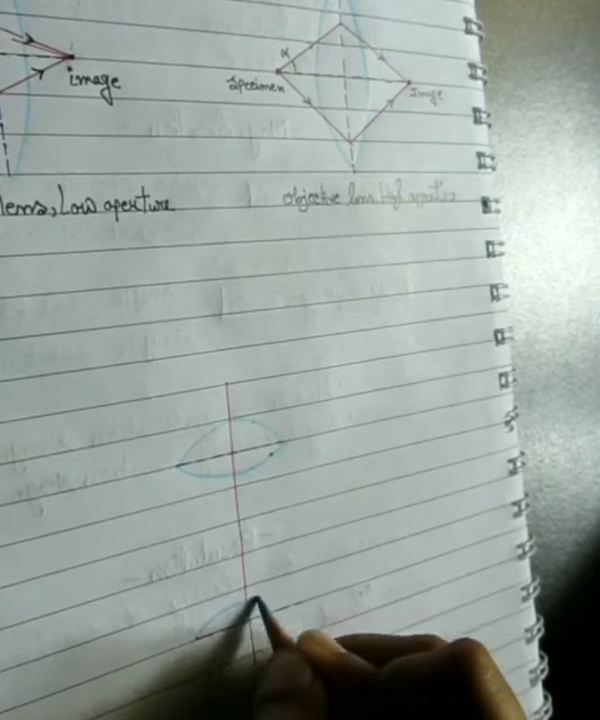 image
α
Specimen
Image
lens, Low aperture
objective lens High aperture